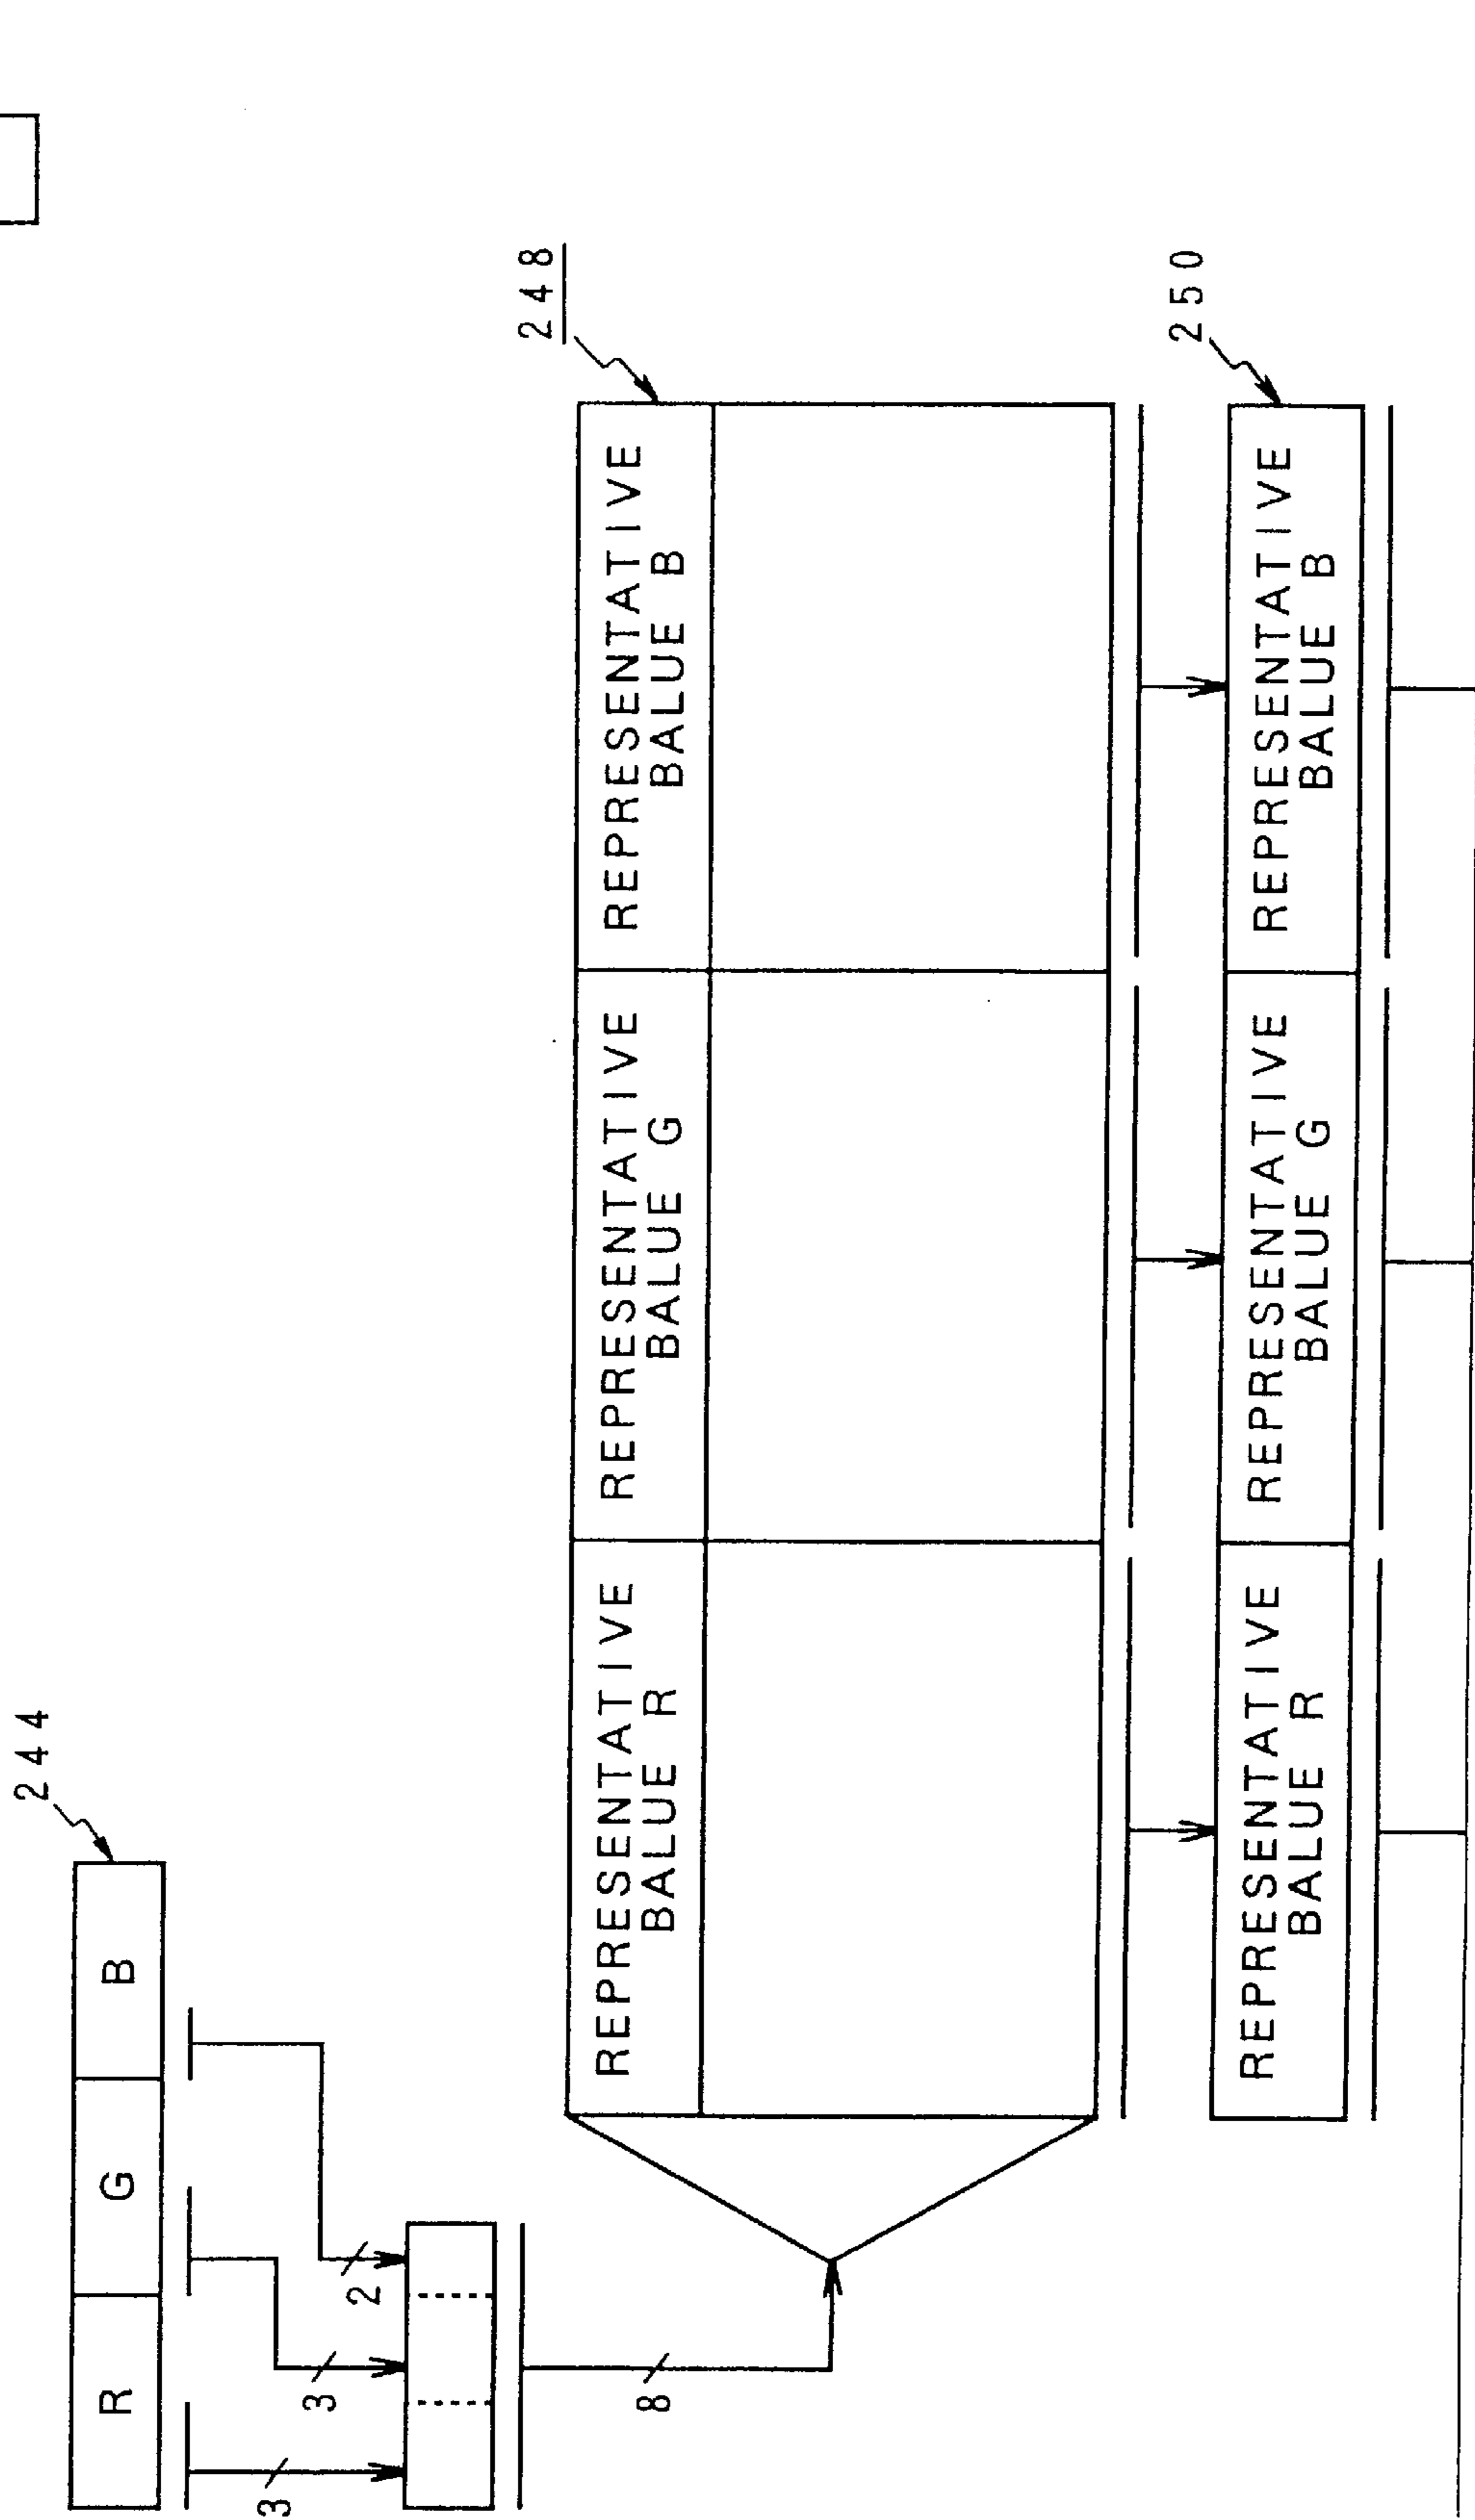 244
R G B
3
3
2
8
248
REPRESENTATIVE
BALUE R
REPRESENTATIVE
BALUE G
REPRESENTATIVE
BALUE B
250
REPRESENTATIVE
BALUE R
REPRESENTATIVE
BALUE G
REPRESENTATIVE
BALUE B